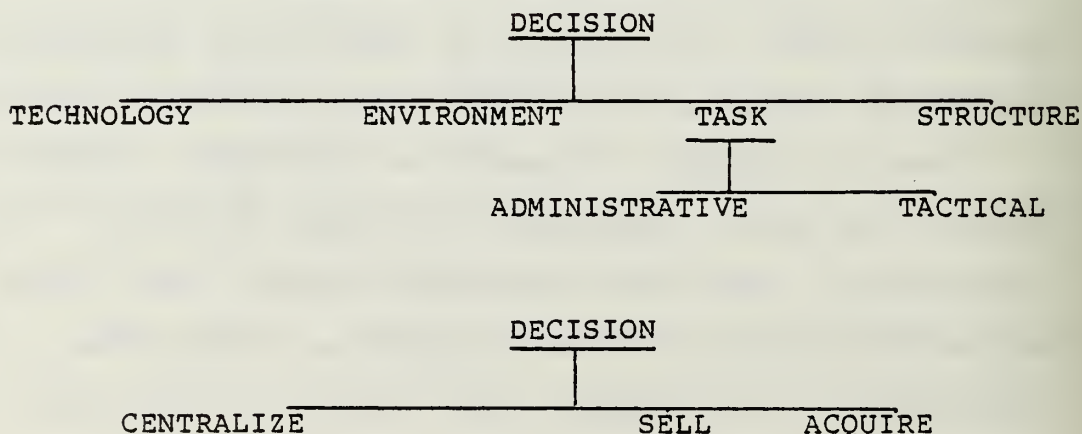 DECISION
TECHNOLOGY ENVIRONMENT TASK STRUCTURE
ADMINISTRATIVE TACTICAL
DECISION
CENTRALIZE SELL ACQUIRE